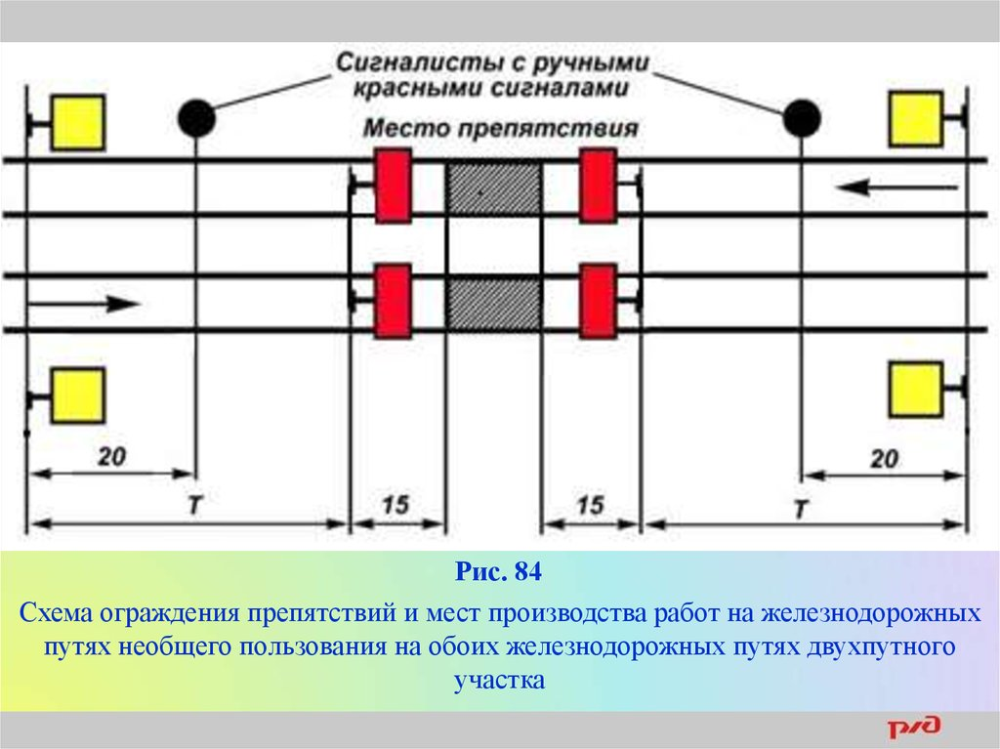 Сигналисты с ручными
красными сигналами
Место препятствия
20
20
Т
15
15
Т
Рис. 84
Схема ограждения препятствий и мест производства работ на железнодорожных
путях необщего пользования на обоих железнодорожных путях двухпутного
участка
ржд